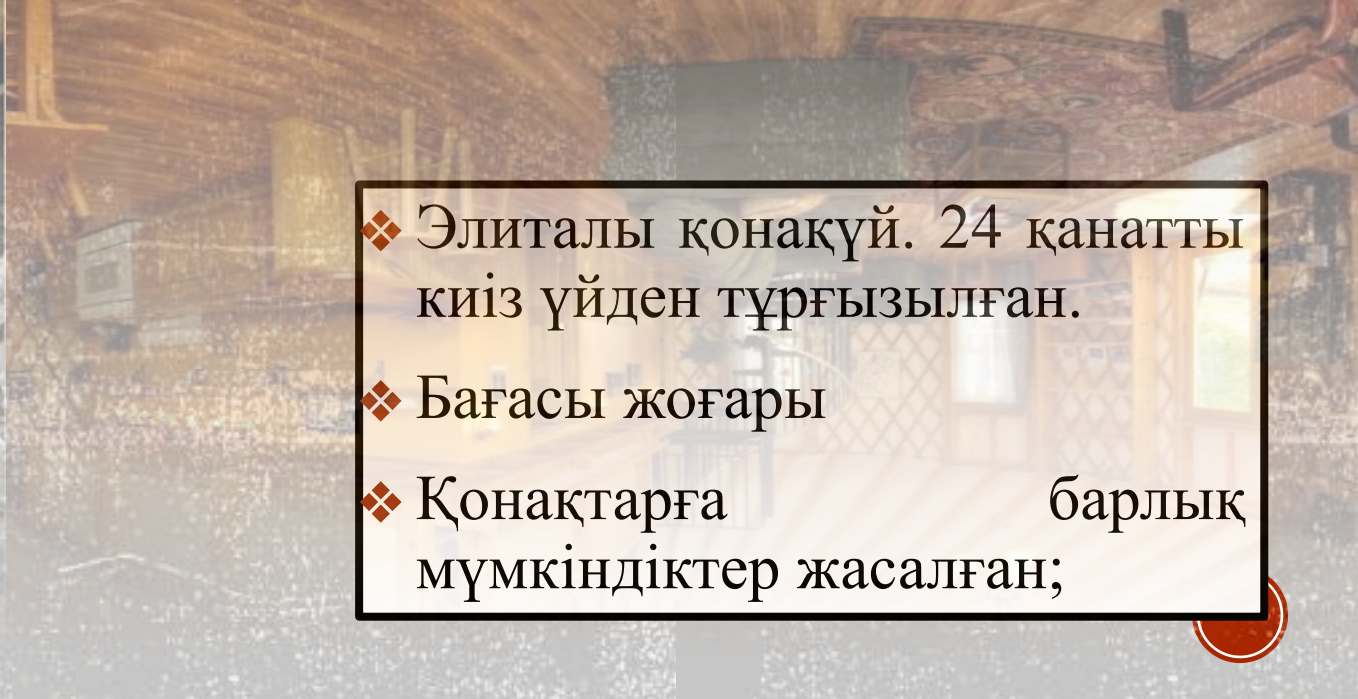 Элиталы қонақүй. 24 қанатты
киіз үйден тұрғызылған.
Бағасы жоғары
Қонақтарға барлық
мүмкіндіктер жасалған;